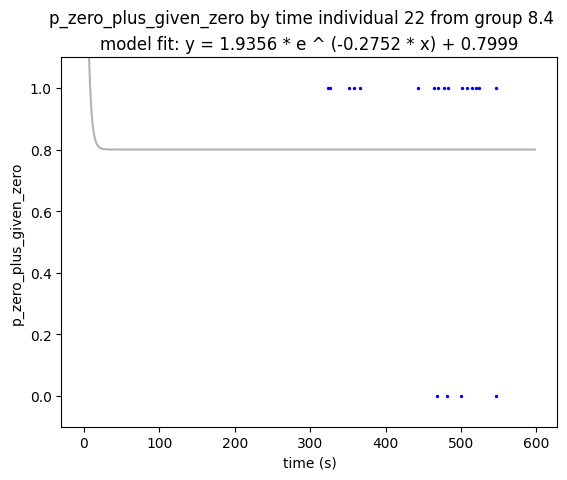 p_zero_plus_given_zero by time individual 22 from group 8.4
model fit: y = 1.9356 * e ^ (-0.2752 * x) + 0.7999
1.0
0.8
0.6
0.4
0.2
0.0
p_zero_plus_given_zero
0 100 200 300 400 500 600
time (s)